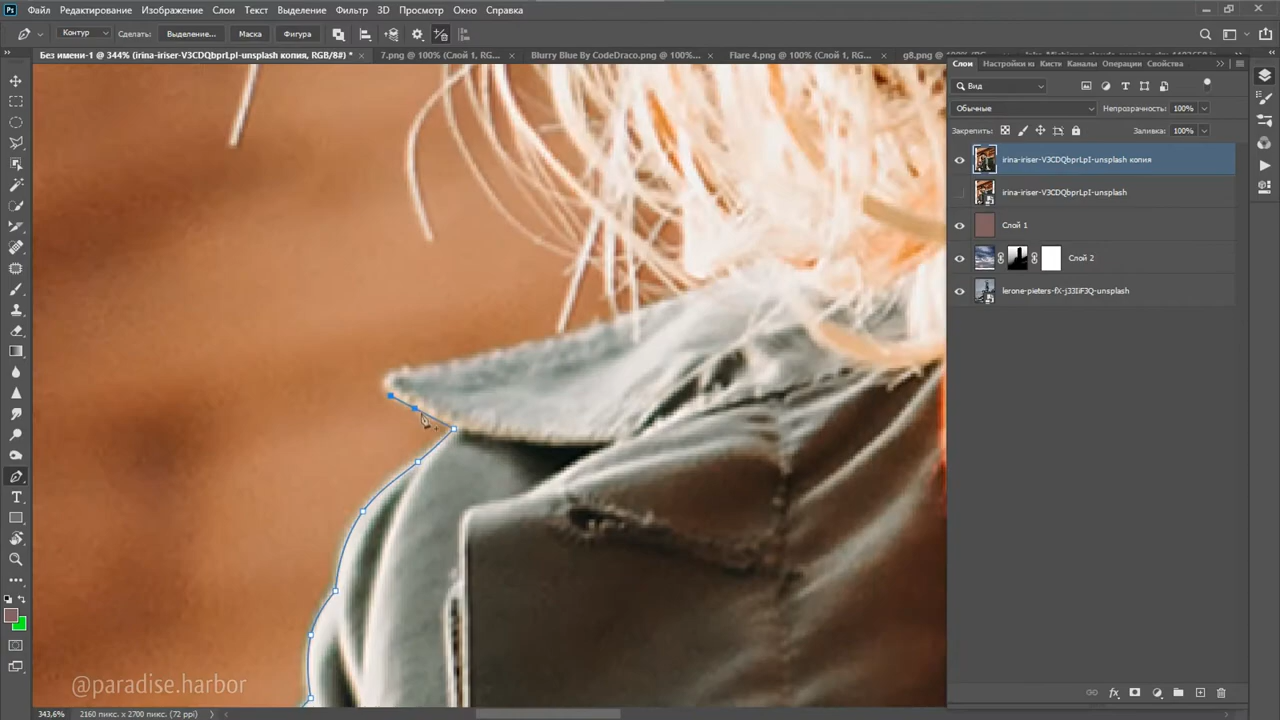 Файл Редактирование Изображение Слои Текст Выделение Фильтр 3D Просмотр Окно Справка
Контур Сделать: Выделение... Маска Фигура
Без имени-1 @ 344% (irina-iriser-V3CDQbprLpI-unsplash копия, RGB/8#) * 7.png @ 100% (Слой 1, RG... Blurry Blue By CodeDraco.png @ 100%... Flare 4.png @ 100% (Слой 1, RG... g8.png @
Слои Настройки Кисти Каналы Операции Свойства
Вид
Обычные Непрозрачность: 100%
Закрепить: Заливка: 100%
irina-iriser-V3CDQbprLpI-unsplash копия
irina-iriser-V3CDQbprLpI-unsplash
Слой 1
Слой 2
lerone-pieters-fX-j33IiF3Q-unsplash
@paradise.harbor
343,6% 2160 пикс. x 2700 пикс. (72 ppi)